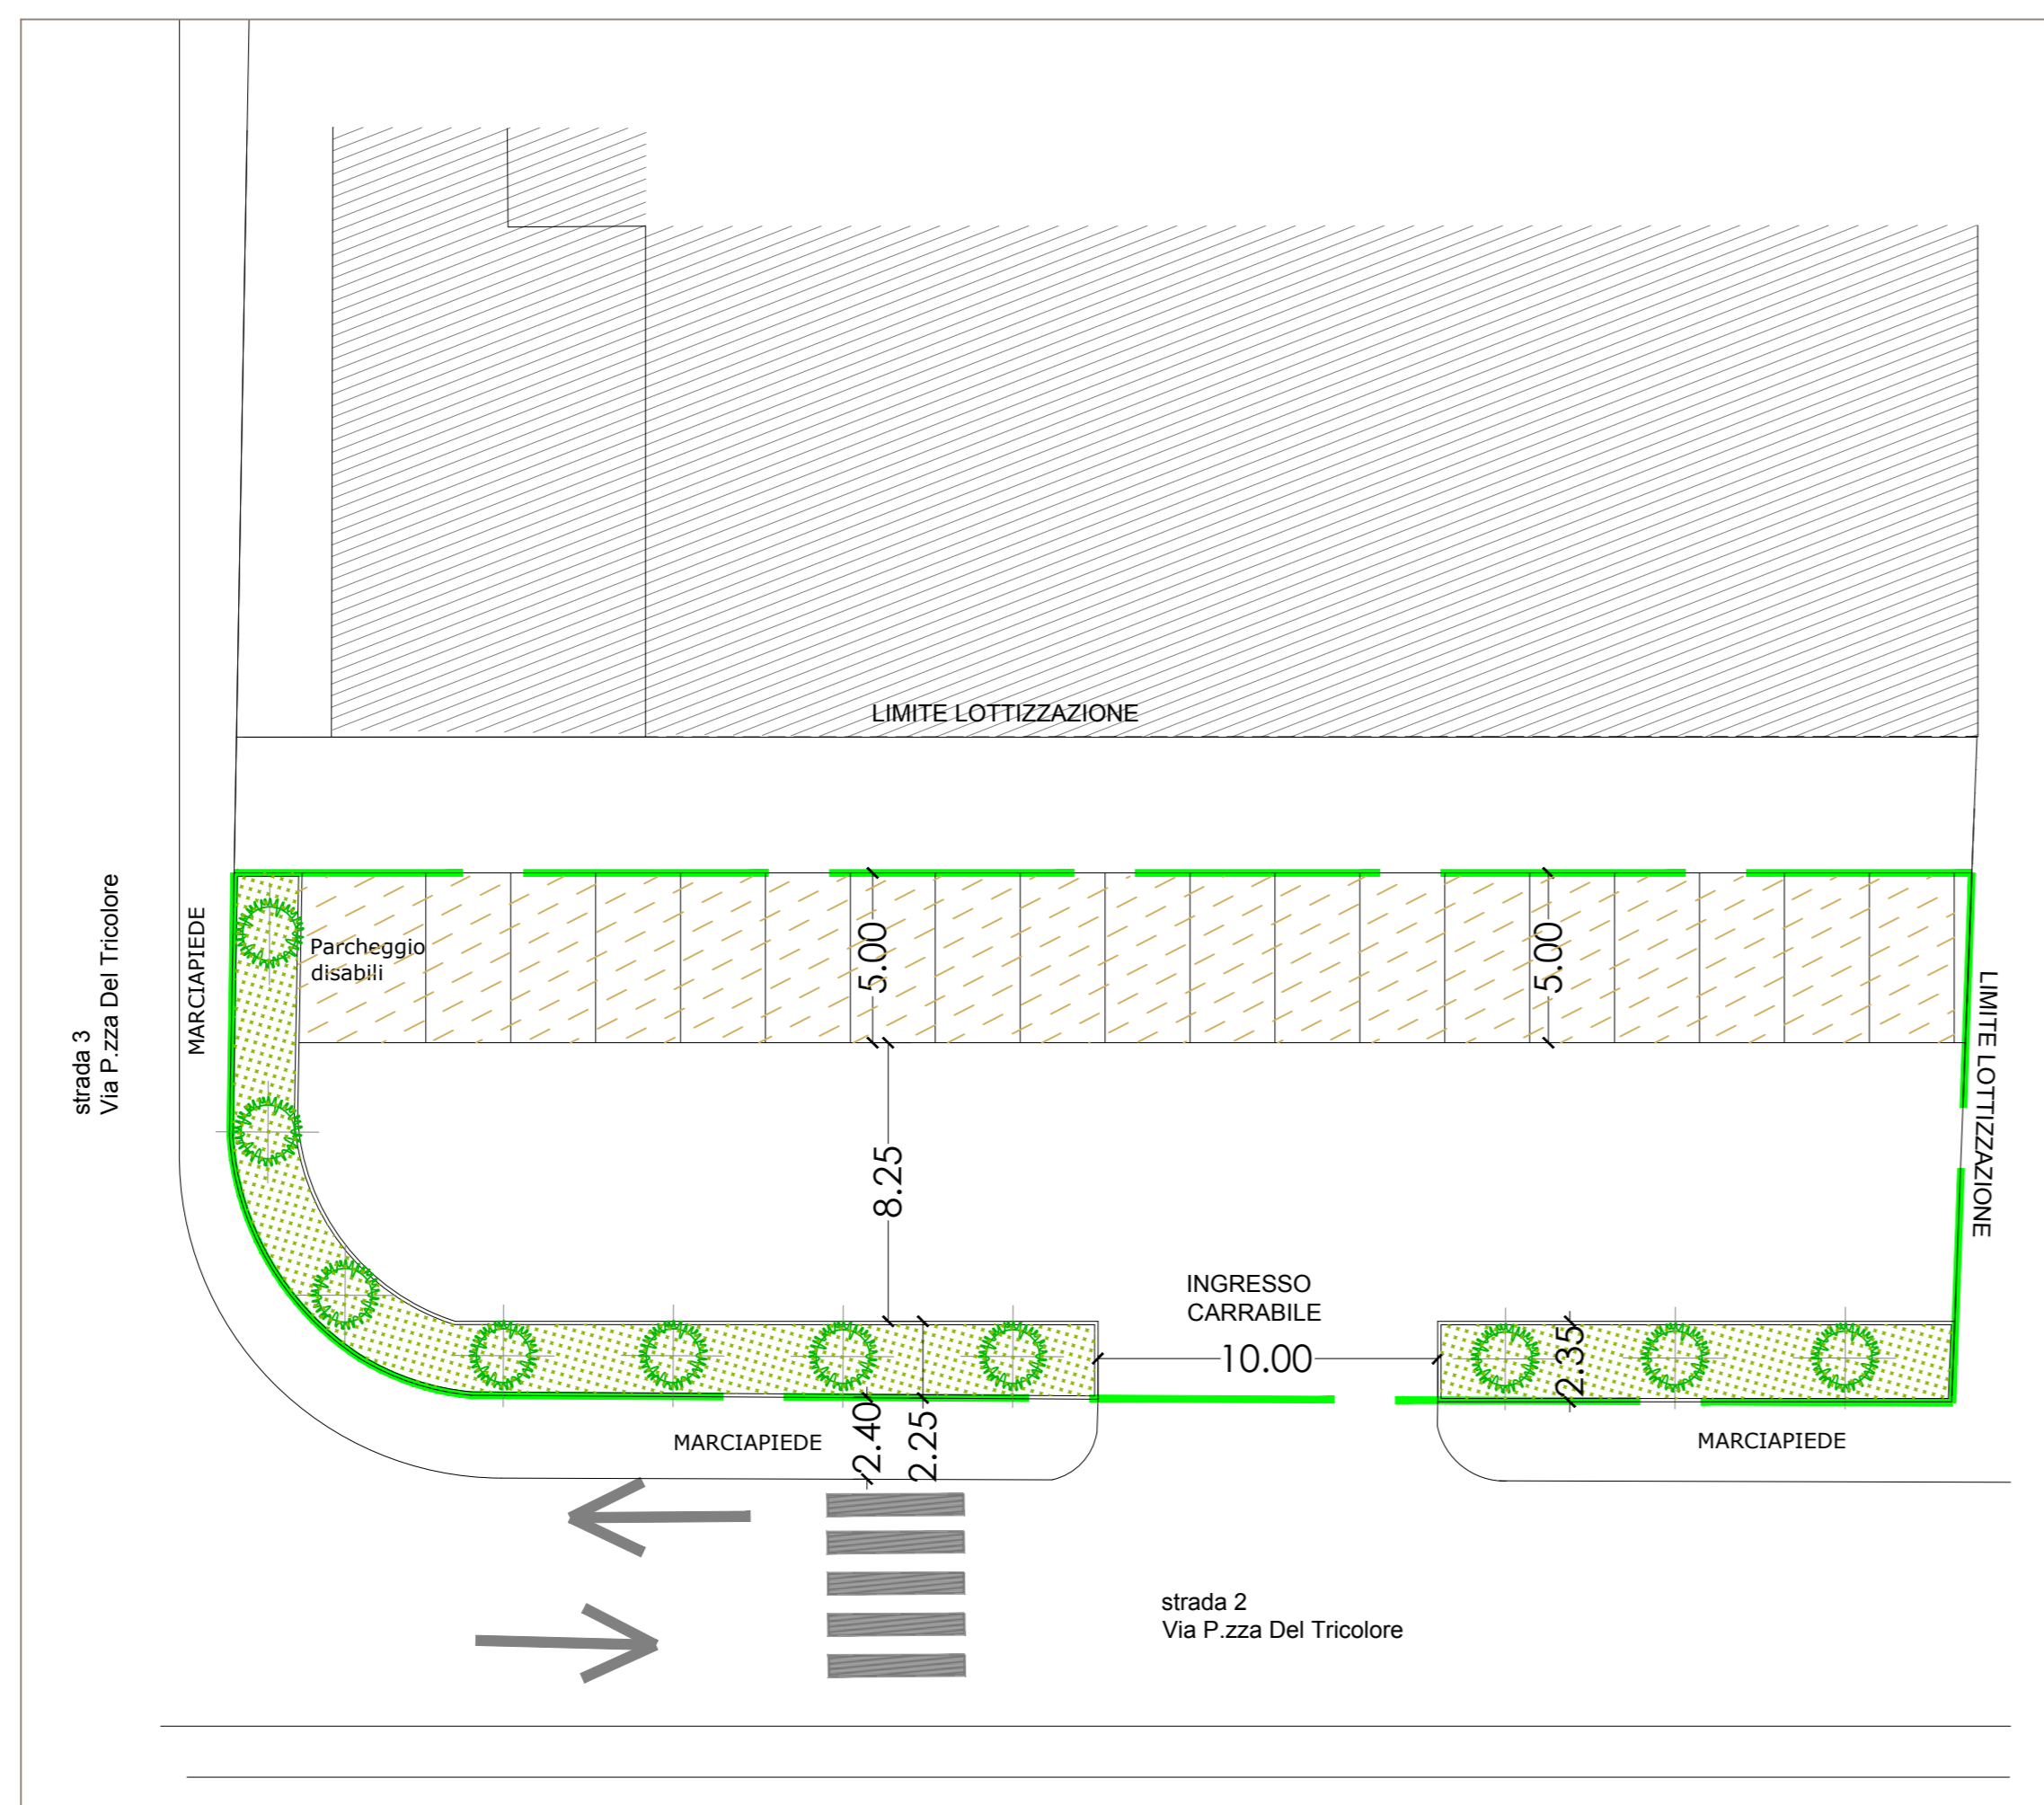 LIMITE LOTTIZZAZIONE
strada 3
Via P.zza Del Tricolore
MARCIAPIEDE
Parcheggio
disabili
5.00
5.00
LIMITE LOTTIZZAZIONE
8.25
INGRESSO
CARRABILE
10.00
2.35
2.40
2.25
MARCIAPIEDE
MARCIAPIEDE
strada 2
Via P.zza Del Tricolore